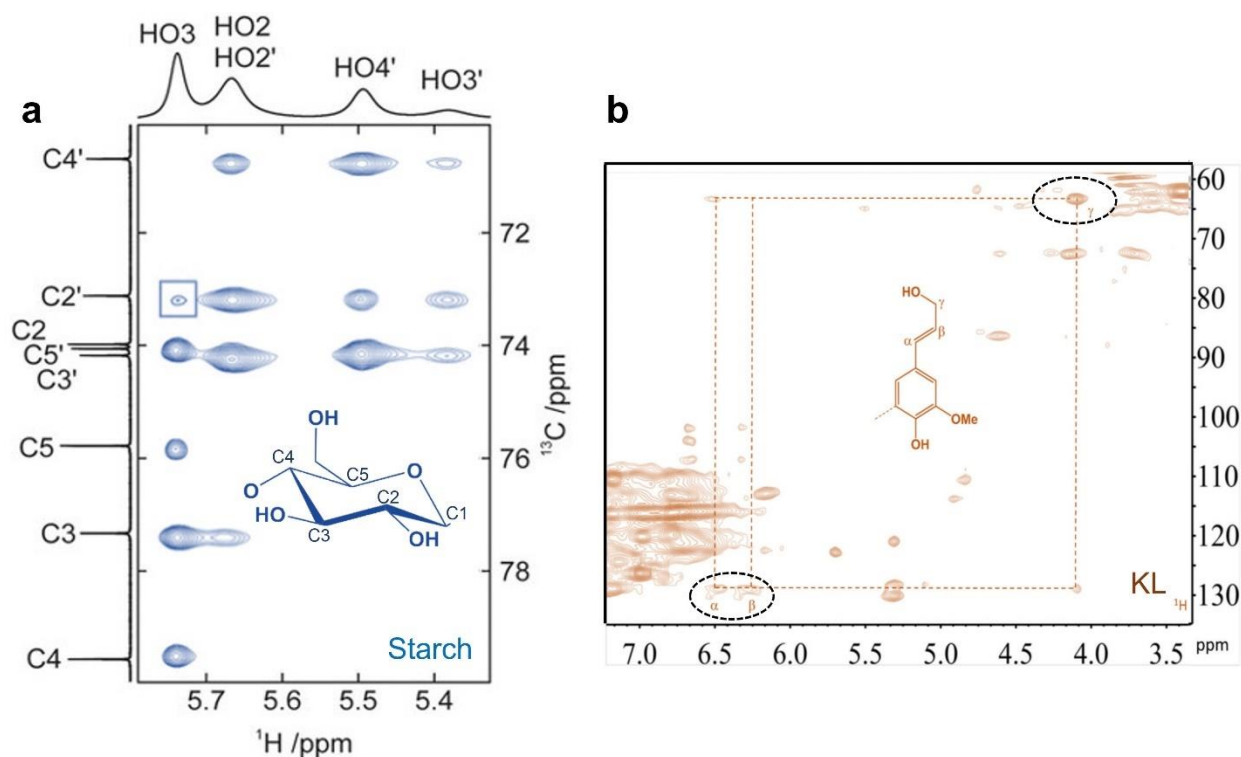 a
HO3
HO2
HO2'
HO4'
HO3'
C4'
C2'
C2
C5'
C3'
C5
C3
C4
72
74
76
78
¹³C /ppm
OH
C4
C5
O
O
C2
C1
HO
C3
OH
Starch
5.7 5.6 5.5 5.4
¹H /ppm
b
60
70
80
90
100
110
120
130
γ
HO
γ
β
α
OMe
OH
α β
KL
¹H
7.0 6.5 6.0 5.5 5.0 4.5 4.0 3.5 ppm